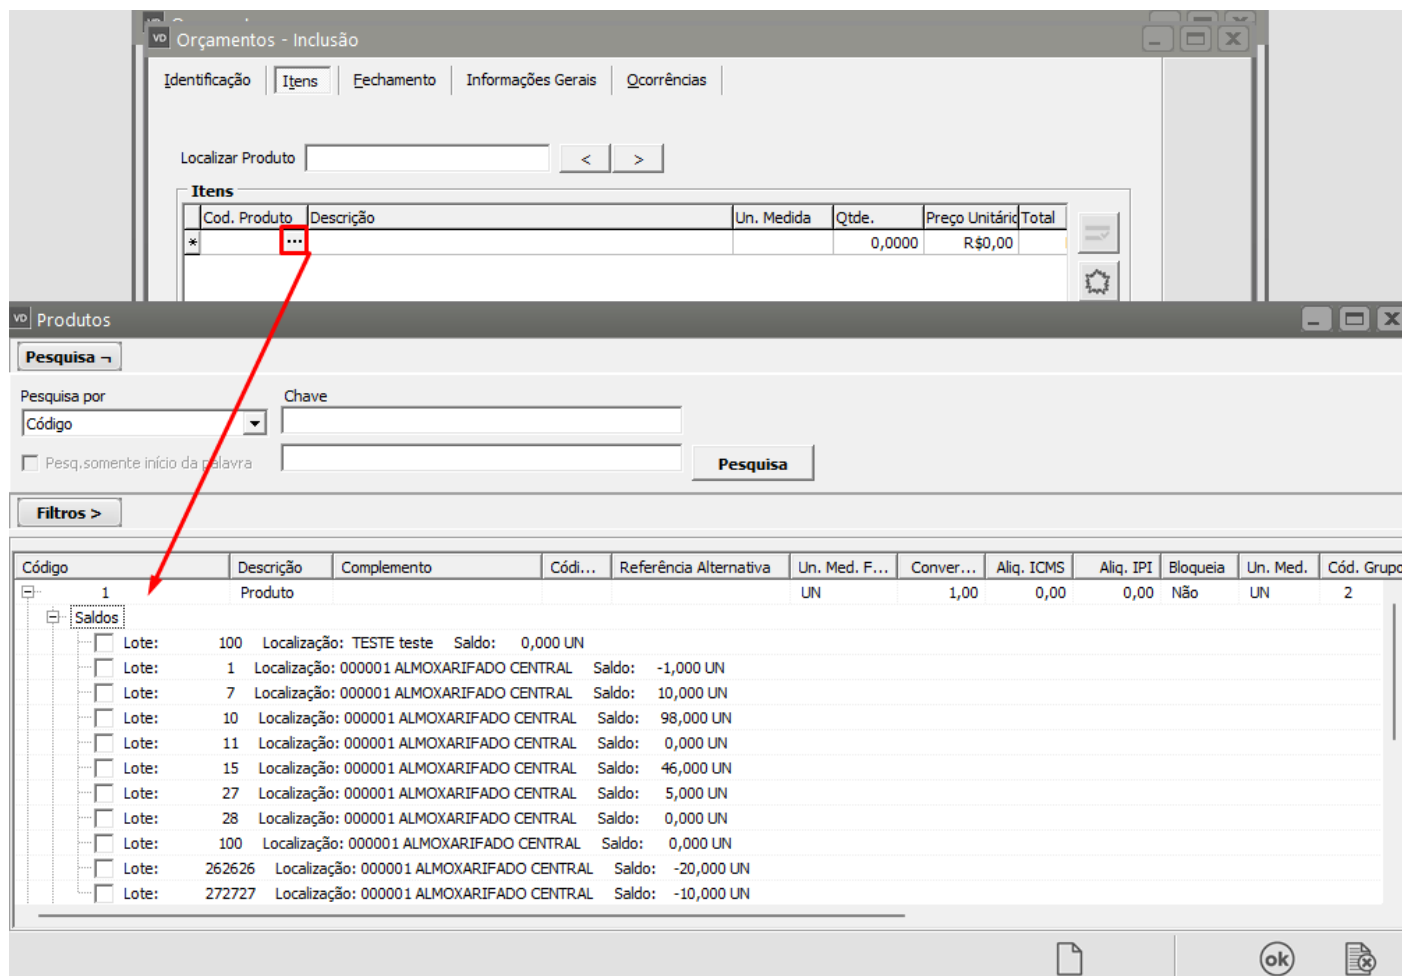 VD Orçamentos - Inclusão
Identificação Itens Fechamento Informações Gerais Ocorrências
Localizar Produto < >
Itens
Cod. Produto Descrição Un. Medida Qtde. Preço Unitáric Total
* ... 0,0000 R$0,00
VD Produtos
Pesquisa ¬
Pesquisa por Chave
Código
Pesq.somente início da palavra Pesquisa
Filtros >
Código Descrição Complemento Códi... Referência Alternativa Un. Med. F... Conver... Aliq. ICMS Aliq. IPI Bloqueia Un. Med. Cód. Grupo
1 Produto UN 1,00 0,00 0,00 Não UN 2
Saldos
Lote: 100 Localização: TESTE teste Saldo: 0,000 UN
Lote: 1 Localização: 000001 ALMOXARIFADO CENTRAL Saldo: -1,000 UN
Lote: 7 Localização: 000001 ALMOXARIFADO CENTRAL Saldo: 10,000 UN
Lote: 10 Localização: 000001 ALMOXARIFADO CENTRAL Saldo: 98,000 UN
Lote: 11 Localização: 000001 ALMOXARIFADO CENTRAL Saldo: 0,000 UN
Lote: 15 Localização: 000001 ALMOXARIFADO CENTRAL Saldo: 46,000 UN
Lote: 27 Localização: 000001 ALMOXARIFADO CENTRAL Saldo: 5,000 UN
Lote: 28 Localização: 000001 ALMOXARIFADO CENTRAL Saldo: 0,000 UN
Lote: 100 Localização: 000001 ALMOXARIFADO CENTRAL Saldo: 0,000 UN
Lote: 262626 Localização: 000001 ALMOXARIFADO CENTRAL Saldo: -20,000 UN
Lote: 272727 Localização: 000001 ALMOXARIFADO CENTRAL Saldo: -10,000 UN
ok